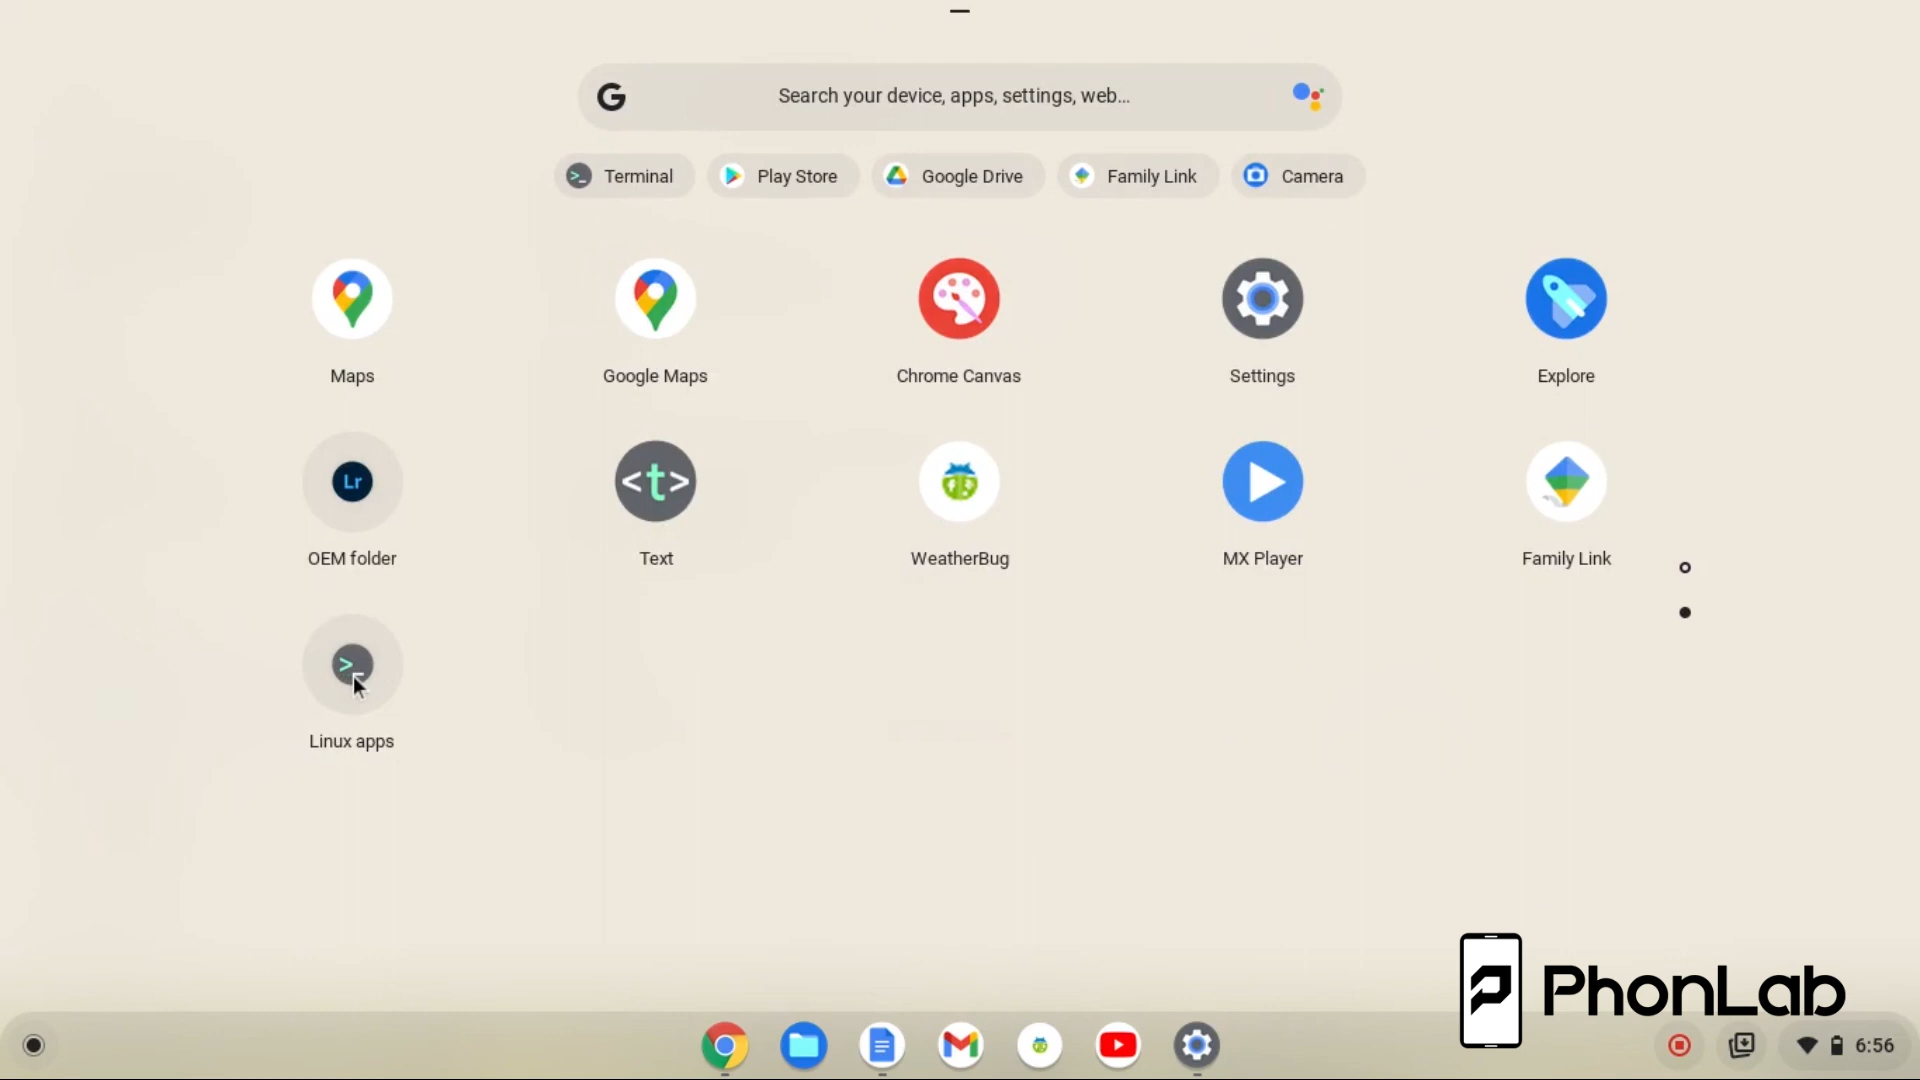 Search your device, apps, settings, web...
Terminal
Play Store
Google Drive
Family Link
Camera
Maps
Google Maps
Chrome Canvas
Settings
Explore
Lr
<t>
OEM folder
Text
WeatherBug
MX Player
Family Link
>_
Linux apps
PhonLab
6:56